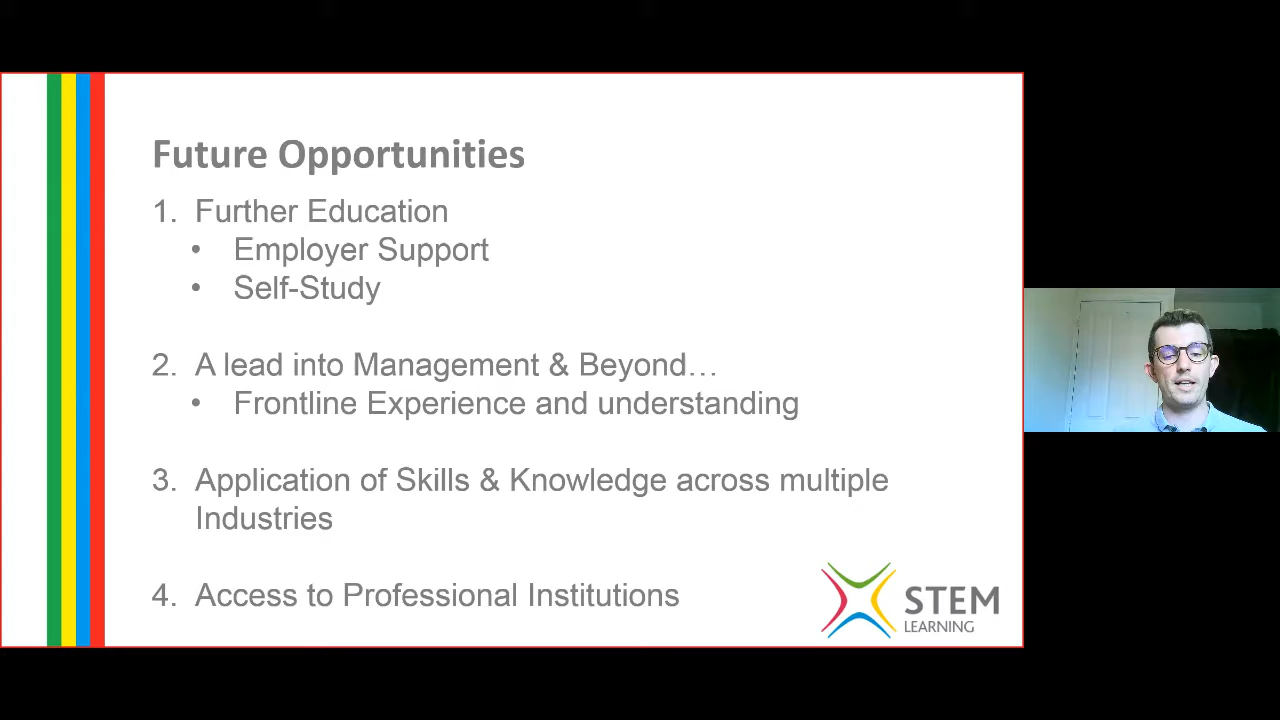 Future Opportunities
1. Further Education
• Employer Support
• Self-Study
2. A lead into Management & Beyond…
• Frontline Experience and understanding
3. Application of Skills & Knowledge across multiple
Industries
4. Access to Professional Institutions
STEM
LEARNING